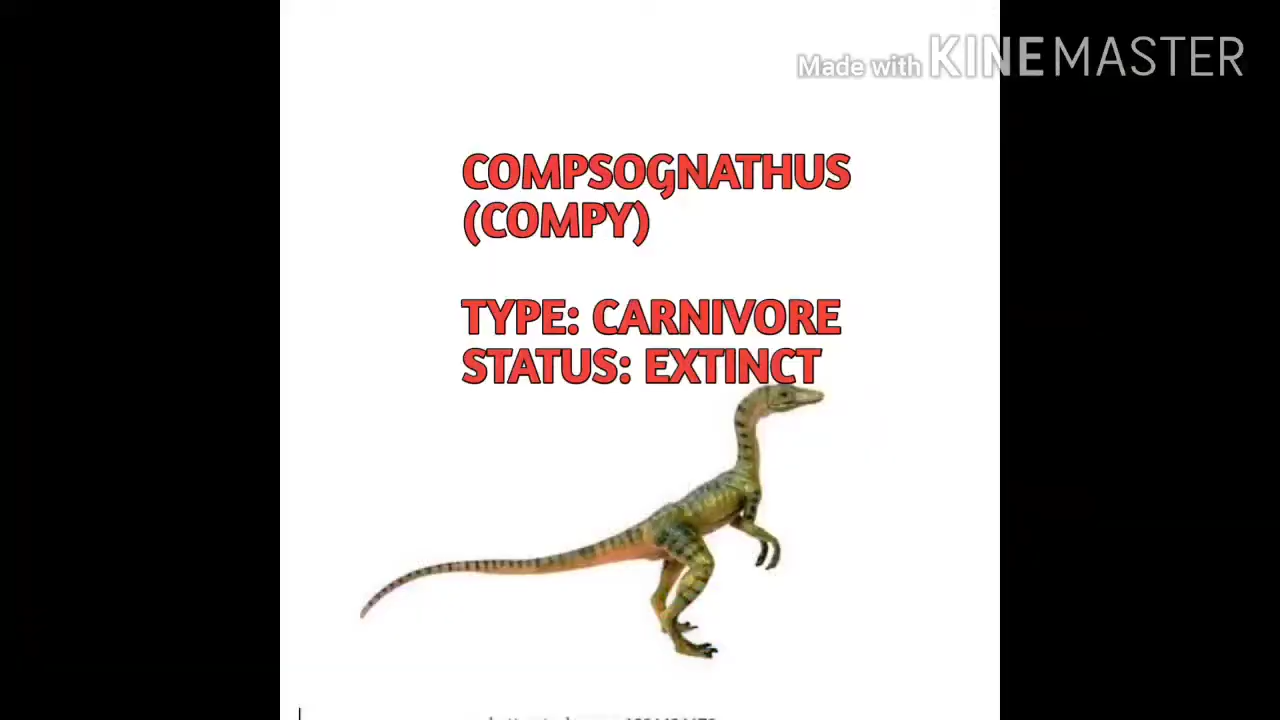 Made with KINEMASTER
COMPSOGNATHUS
(COMPY)
TYPE: CARNIVORE
STATUS: EXTINCT